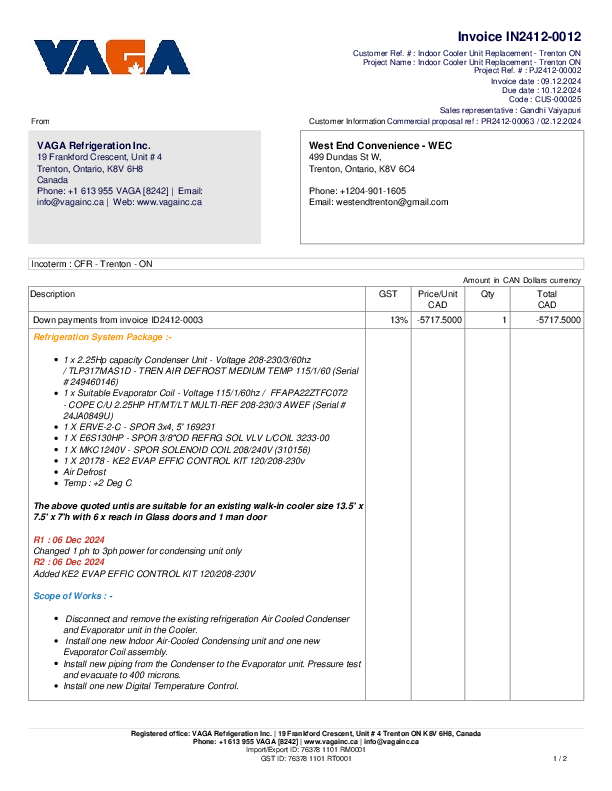 VAGA
Invoice IN2412-0012
Customer Ref. # : Indoor Cooler Unit Replacement - Trenton ON
Project Name : Indoor Cooler Unit Replacement - Trenton ON
Project Ref. # : PJ2412-00002
Invoice date : 09.12.2024
Due date : 10.12.2024
Code : CUS-000025
Sales representative : Gandhi Vaiyapuri
From
Customer Information Commercial proposal ref : PR2412-00063 / 02.12.2024
VAGA Refrigeration Inc.
19 Frankford Crescent, Unit # 4
Trenton, Ontario, K8V 6H8
Canada
Phone: +1 613 955 VAGA [8242] | Email:
info@vagainc.ca | Web: www.vagainc.ca
West End Convenience - WEC
499 Dundas St W,
Trenton, Ontario, K8V 6C4
Phone: +1204-901-1605
Email: westendtrenton@gmail.com
Incoterm : CFR - Trenton - ON
Amount in CAN Dollars currency
Description GST Price/Unit CAD Qty Total CAD
Down payments from invoice ID2412-0003 13% -5717.5000 1 -5717.5000
Refrigeration System Package :-
• 1 x 2.25Hp capacity Condenser Unit - Voltage 208-230/3/60hz
/ TLP317MAS1D - TREN AIR DEFROST MEDIUM TEMP 115/1/60 (Serial
# 249460146)
• 1 x Suitable Evaporator Coil - Voltage 115/1/60hz / FFAPA22ZTFC072
- COPE C/U 2.25HP HT/MT/LT MULTI-REF 208-230/3 AWEF (Serial #
24JA0849U)
• 1 X ERVE-2-C - SPOR 3x4, 5' 169231
• 1 X E6S130HP - SPOR 3/8"OD REFRG SOL VLV L/COIL 3233-00
• 1 X MKC1240V - SPOR SOLENOID COIL 208/240V (310156)
• 1 X 20178 - KE2 EVAP EFFIC CONTROL KIT 120/208-230v
• Air Defrost
• Temp : +2 Deg C
The above quoted untis are suitable for an existing walk-in cooler size 13.5' x
7.5' x 7'h with 6 x reach in Glass doors and 1 man door
R1 : 06 Dec 2024
Changed 1 ph to 3ph power for condensing unit only
R2 : 06 Dec 2024
Added KE2 EVAP EFFIC CONTROL KIT 120/208-230V
Scope of Works : -
• Disconnect and remove the existing refrigeration Air Cooled Condenser
and Evaporator unit in the Cooler.
• Install one new Indoor Air-Cooled Condensing unit and one new
Evaporator Coil assembly.
• Install new piping from the Condenser to the Evaporator unit. Pressure test
and evacuate to 400 microns.
• Install one new Digital Temperature Control.
Registered office: VAGA Refrigeration Inc. | 19 Frankford Crescent, Unit # 4 Trenton ON K8V 6H8, Canada
Phone: +1 613 955 VAGA [8242] | www.vagainc.ca | info@vagainc.ca
Import/Export ID: 76378 1101 RM0001
GST ID: 76378 1101 RT0001
1 / 2